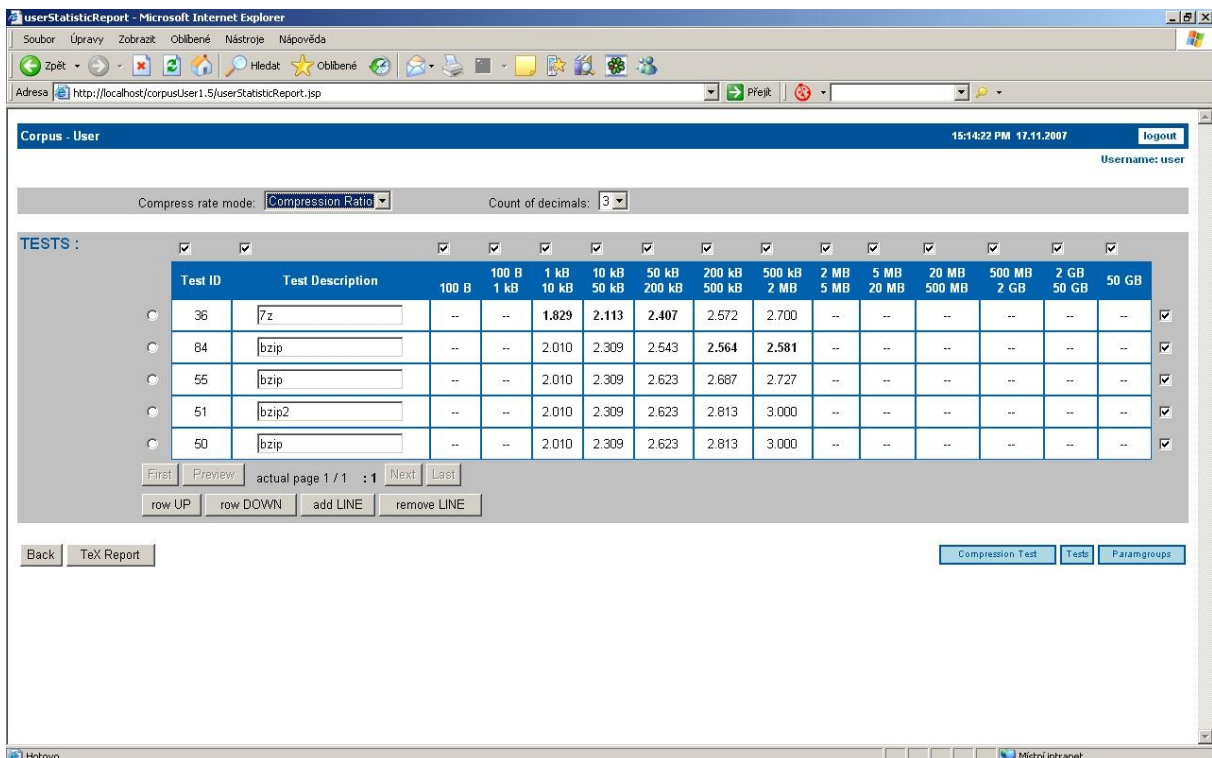 userStatisticReport - Microsoft Internet Explorer
Soubor Úpravy Zobrazit Oblíbené Nástroje Nápověda
Zpět Hledat Oblíbené
Adresa http://localhost/corpusUser1.5/userStatisticReport.jsp Přejít
Corpus - User 15:14:22 PM 17.11.2007 logout
Username: user
Compress rate mode: Compression Ratio Count of decimals: 3
TESTS :
Test ID Test Description 100 B 100 B 1 kB 1 kB 10 kB 10 kB 50 kB 50 kB 200 kB 200 kB 500 kB 500 kB 2 MB 2 MB 5 MB 5 MB 20 MB 20 MB 500 MB 500 MB 2 GB 2 GB 50 GB 50 GB
36 7z -- -- 1.829 2.113 2.407 2.572 2.700 -- -- -- -- -- --
84 bzip -- -- 2.010 2.309 2.543 2.564 2.581 -- -- -- -- -- --
55 bzip -- -- 2.010 2.309 2.623 2.687 2.727 -- -- -- -- -- --
51 bzip2 -- -- 2.010 2.309 2.623 2.813 3.000 -- -- -- -- -- --
50 bzip -- -- 2.010 2.309 2.623 2.813 3.000 -- -- -- -- -- --
First Preview actual page 1 / 1 : 1 Next Last
row UP row DOWN add LINE remove LINE
Back TeX Report Compression Test Tests Paramgroups
Hotovo Místní intranet